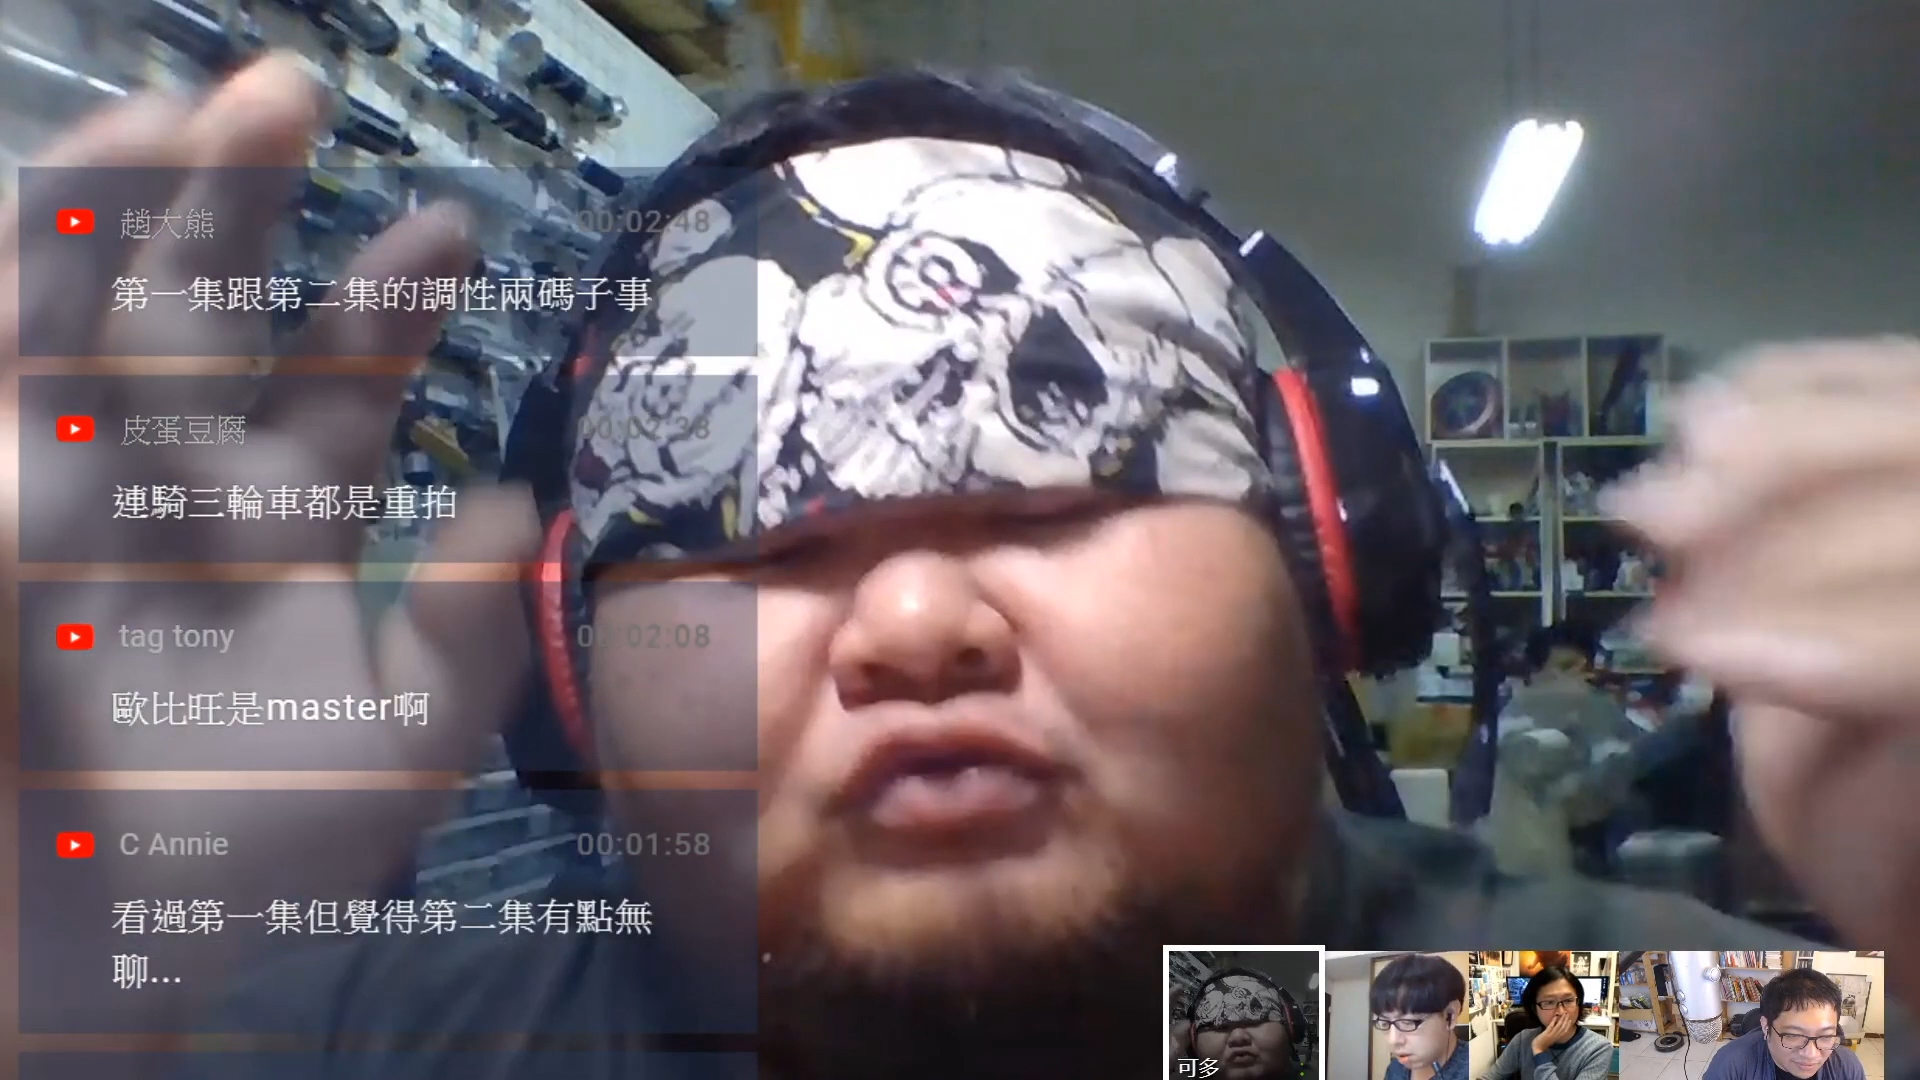 趙大熊
00:02:48
第一集跟第二集的調性兩碼子事
皮蛋豆腐
00:02:38
連騎三輪車都是重拍
tag tony
00:02:08
歐比旺是master啊
C Annie
00:01:58
看過第一集但覺得第二集有點無
聊...
可多